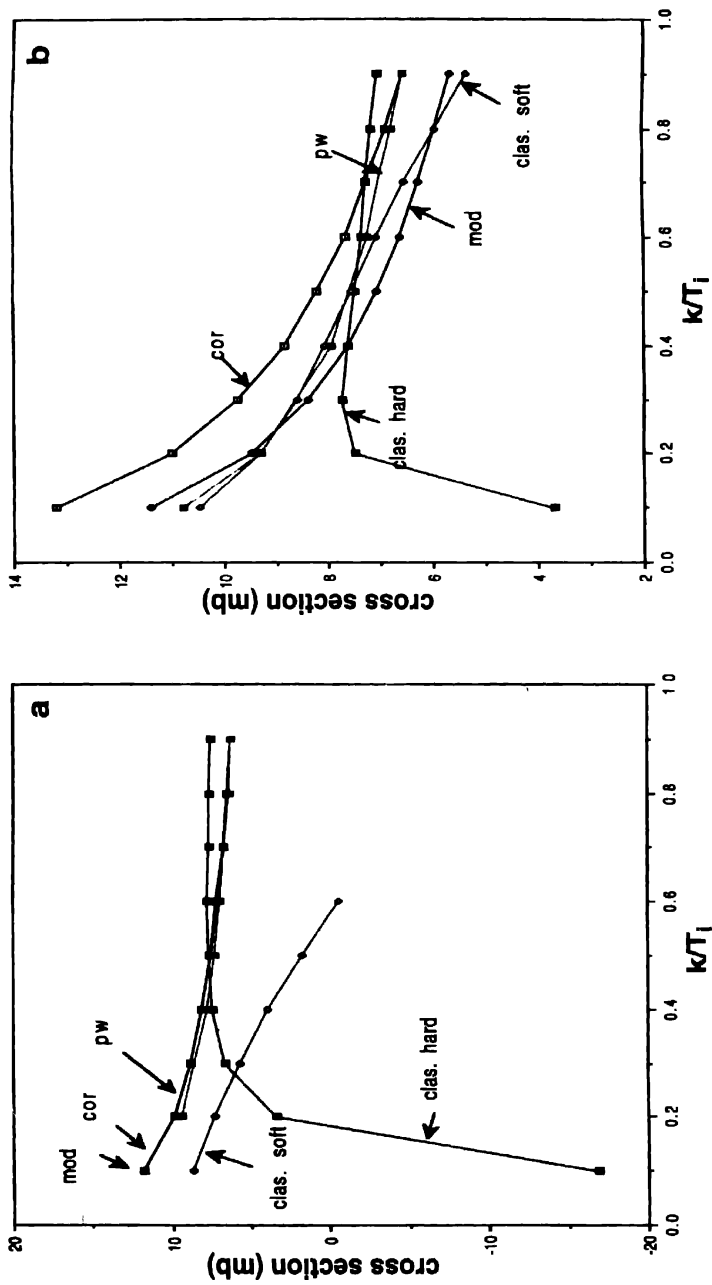 a
mod
cor
pw
clas. soft
clas. hard
20
10
0
-10
-20
cross section (mb)
0.0
0.2
0.4
0.6
0.8
1 0
k/Ti
b
cor
pw
clas. hard
mod
clas. soft
14
12
10
8
6
4
2
cross section (mb)
0.0
0.2
0.4
0.6
0.8
1.0
k/Ti